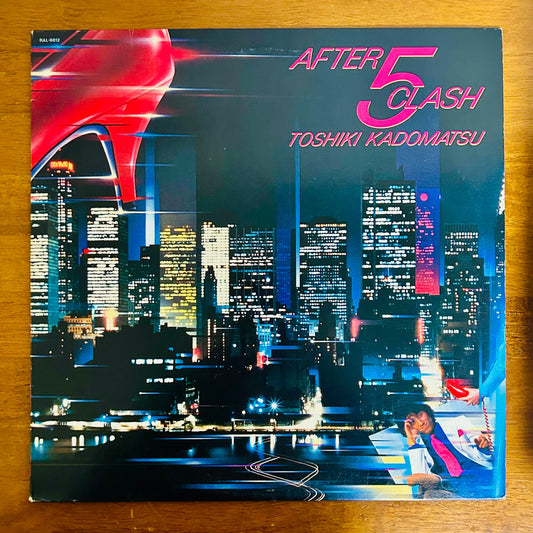 RAL-8812
AFTER 5
CLASH
TOSHIKI KADOMATSU